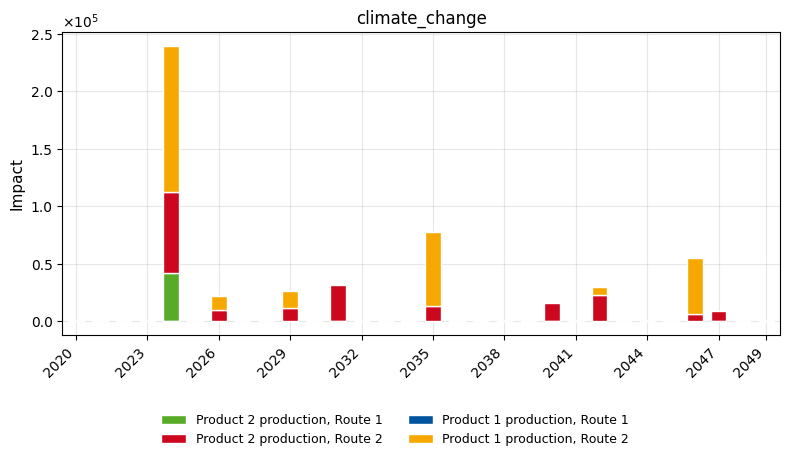 climate_change
×10⁵
2.5
2.0
1.5
1.0
0.5
0.0
Impact
2020 2023 2026 2029 2032 2035 2038 2041 2044 2047 2049
Product 2 production, Route 1 Product 1 production, Route 1
Product 2 production, Route 2 Product 1 production, Route 2